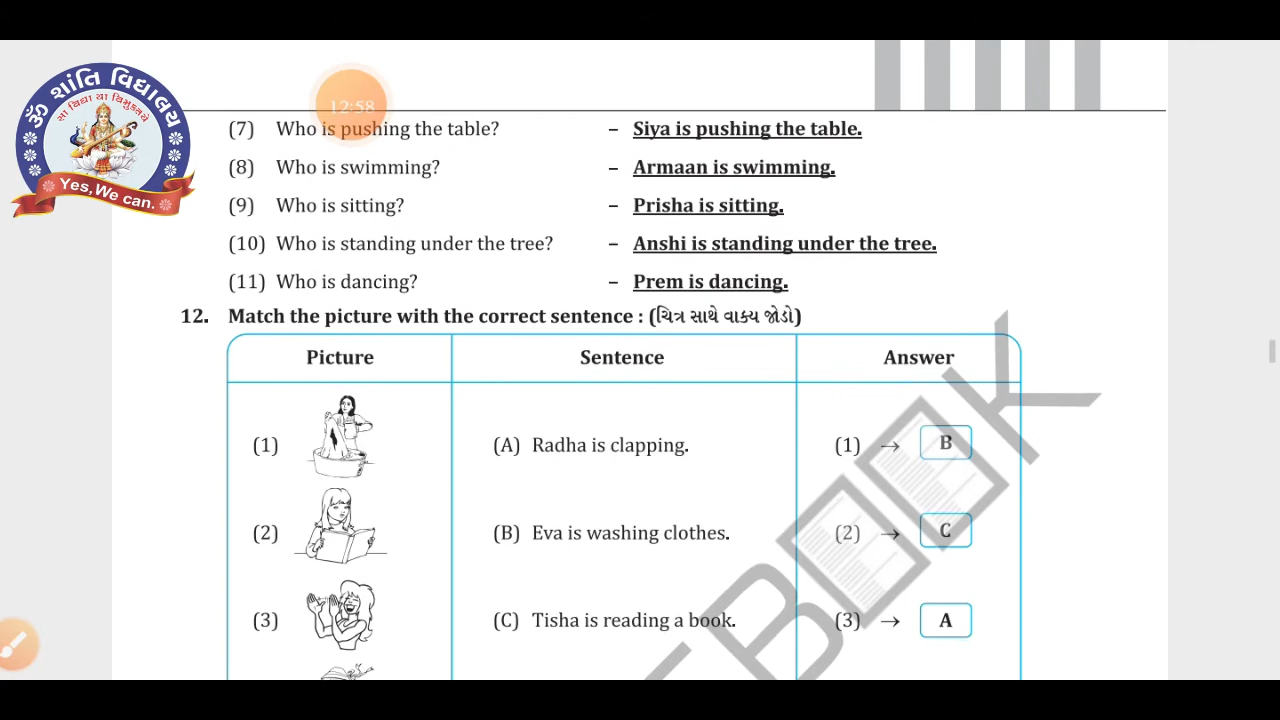 ૐ શાંતિ વિદ્યાલય
સા વિદ્યા યા વિમુક્તયે
Yes, We can.
12:58
(7) Who is pushing the table? – Siya is pushing the table.
(8) Who is swimming? – Armaan is swimming.
(9) Who is sitting? – Prisha is sitting.
(10) Who is standing under the tree? – Anshi is standing under the tree.
(11) Who is dancing? – Prem is dancing.
12. Match the picture with the correct sentence : (ચિત્ર સાથે વાક્ય જોડો)
Picture Sentence Answer
(1) (A) Radha is clapping. (1) → B
(2) (B) Eva is washing clothes. (2) → C
(3) (C) Tisha is reading a book. (3) → A